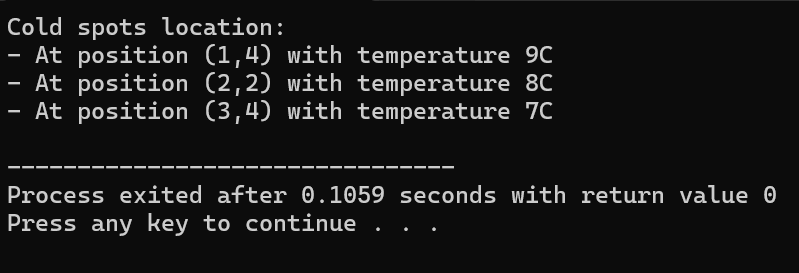 Cold spots location:
- At position (1,4) with temperature 9C
- At position (2,2) with temperature 8C
- At position (3,4) with temperature 7C
--------------------------------
Process exited after 0.1059 seconds with return value 0
Press any key to continue . . .